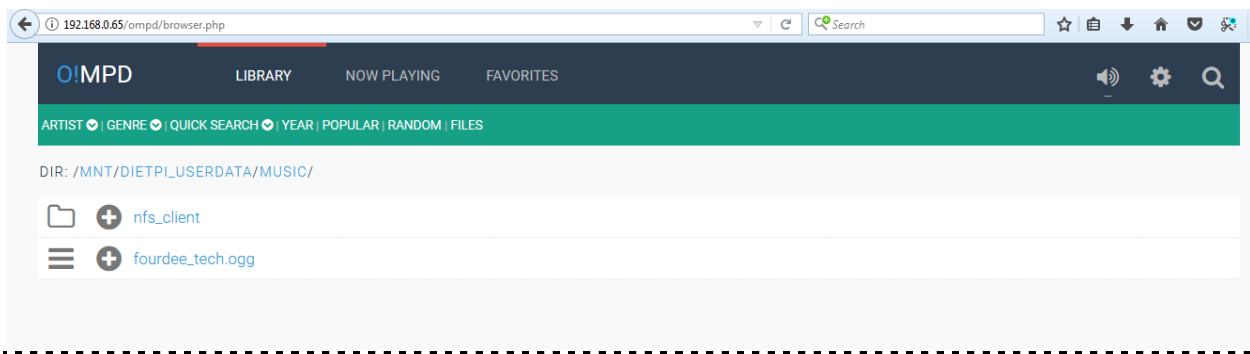 192.168.0.65/ompd/browser.php Search
O!MPD LIBRARY NOW PLAYING FAVORITES
ARTIST | GENRE | QUICK SEARCH | YEAR | POPULAR | RANDOM | FILES
DIR: /MNT/DIETPI_USERDATA/MUSIC/
nfs_client
fourdee_tech.ogg